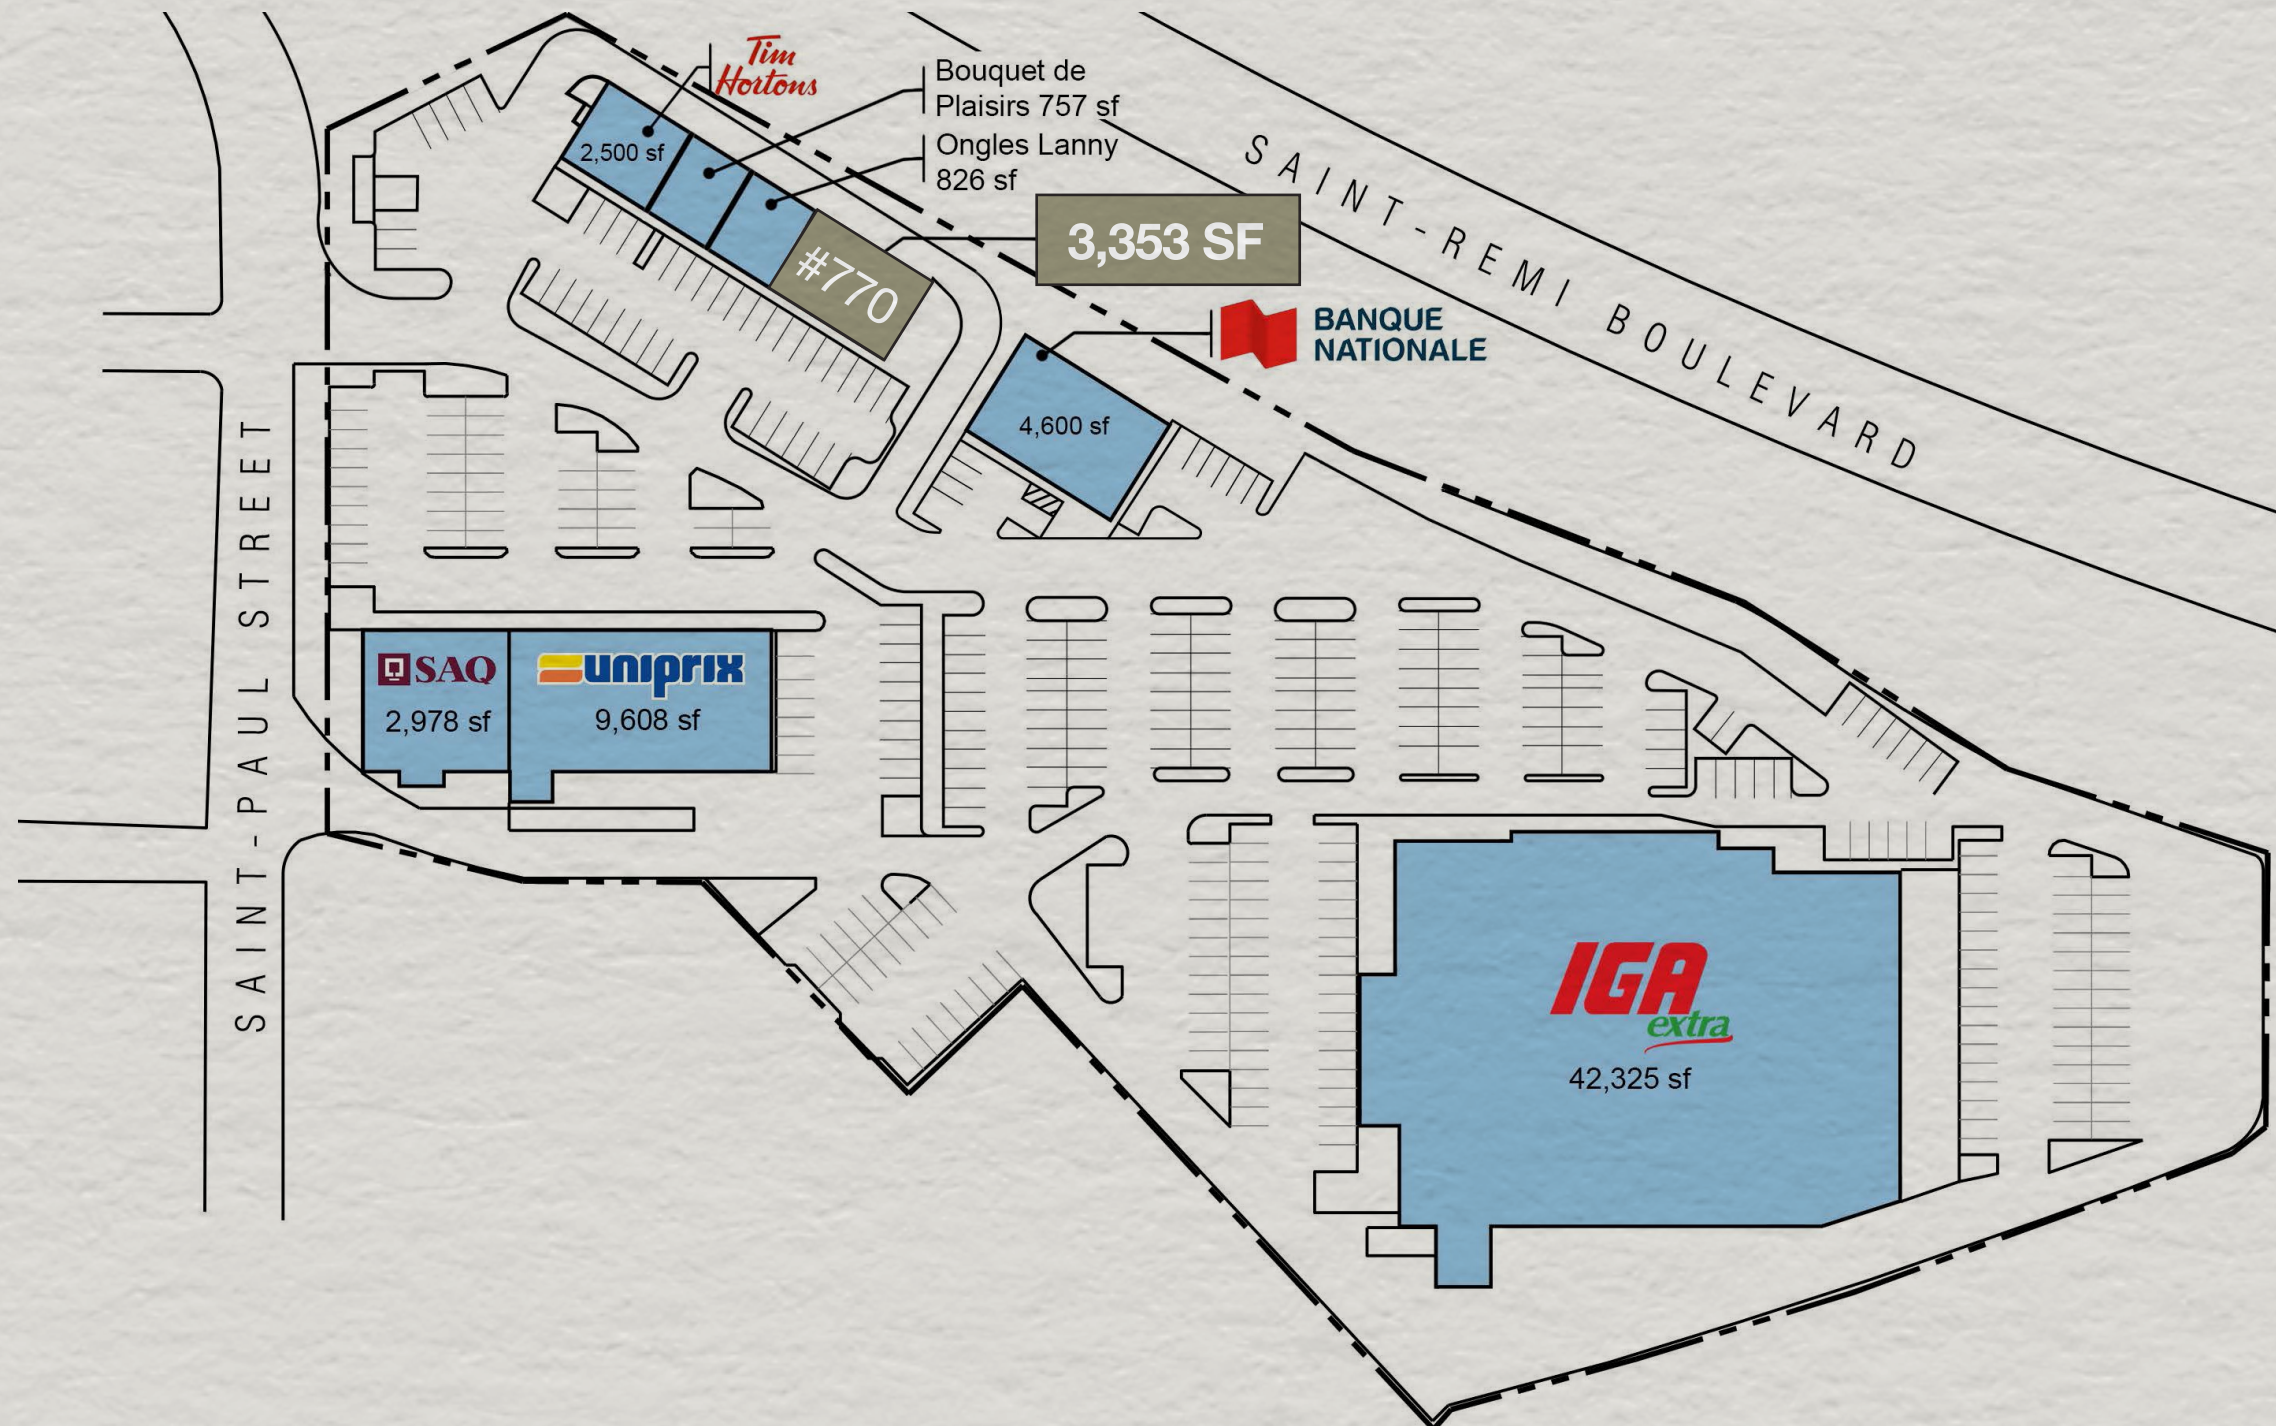 Tim
Hortons
Bouquet de
Plaisirs 757 sf
Ongles Lanny
826 sf
2,500 sf
3,353 SF
#770
SAINT-REMI BOULEVARD
BANQUE
NATIONALE
4,600 sf
SAINT-PAUL STREET
SAQ
2,978 sf
uniprix
9,608 sf
IGA
extra
42,325 sf